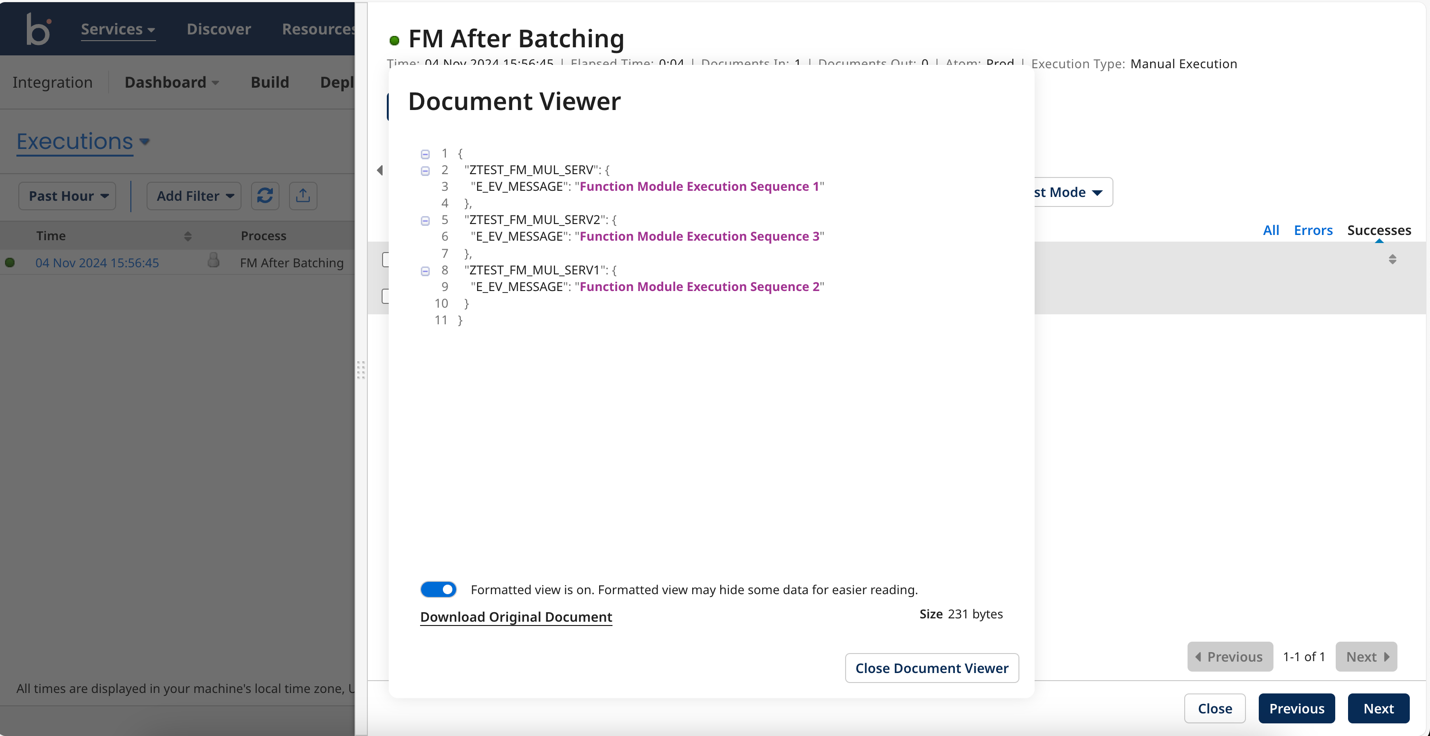 b
Services
Discover
Resources
Integration
Dashboard
Build
Depl
Executions
Past Hour
Add Filter
Time
Process
04 Nov 2024 15:56:45
FM After Batching
All times are displayed in your machine's local time zone, U
FM After Batching
Time: 04 Nov 2024 15:56:45 | Elapsed Time: 0:04 | Documents In: 1 | Documents Out: 0 | Atom: Prod | Execution Type: Manual Execution
Document Viewer
1 {
2 "ZTEST_FM_MUL_SERV": {
3 "E_EV_MESSAGE": "Function Module Execution Sequence 1"
4 },
5 "ZTEST_FM_MUL_SERV2": {
6 "E_EV_MESSAGE": "Function Module Execution Sequence 3"
7 },
8 "ZTEST_FM_MUL_SERV1": {
9 "E_EV_MESSAGE": "Function Module Execution Sequence 2"
10 }
11 }
st Mode
All Errors Successes
Formatted view is on. Formatted view may hide some data for easier reading.
Download Original Document
Size 231 bytes
Close Document Viewer
Previous 1-1 of 1 Next
Close Previous Next